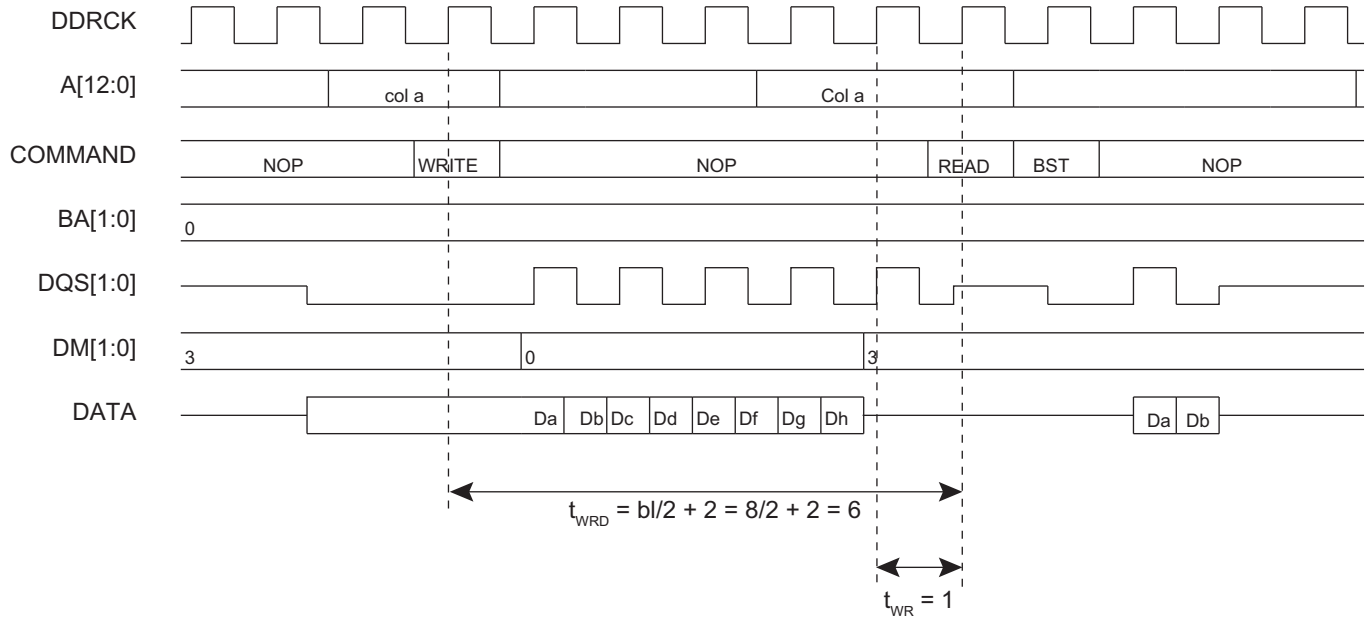 DDRCK
A[12:0] col a Col a
COMMAND NOP WRITE NOP READ BST NOP
BA[1:0] 0
DQS[1:0]
DM[1:0] 3 0 3
DATA Da Db Dc Dd De Df Dg Dh Da Db
tWRD = bl/2 + 2 = 8/2 + 2 = 6
tWR = 1